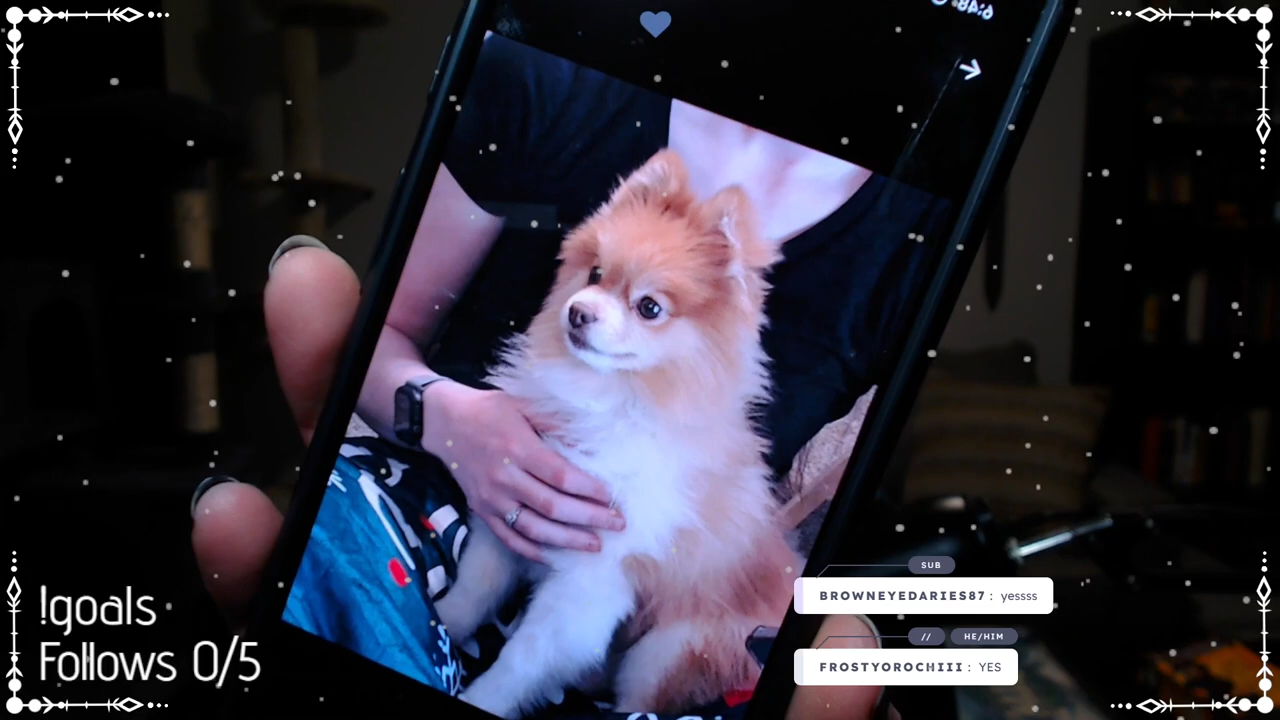 !goals
Follows 0/5
SUB
BROWNEYEDARIES87 : yessss
// HE/HIM
FROSTYOROCHIII : YES